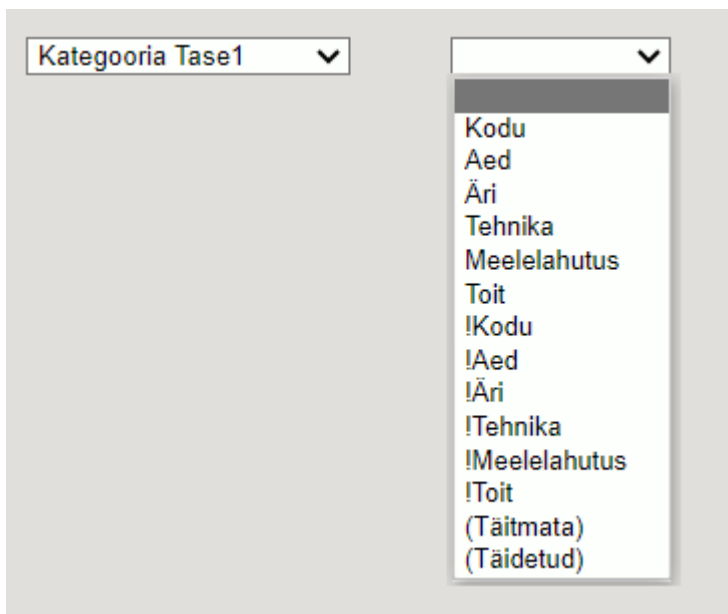 Kategooria Tase1
Kodu
Aed
Äri
Tehnika
Meelelahutus
Toit
!Kodu
!Aed
!Äri
!Tehnika
!Meelelahutus
!Toit
(Täitmata)
(Täidetud)